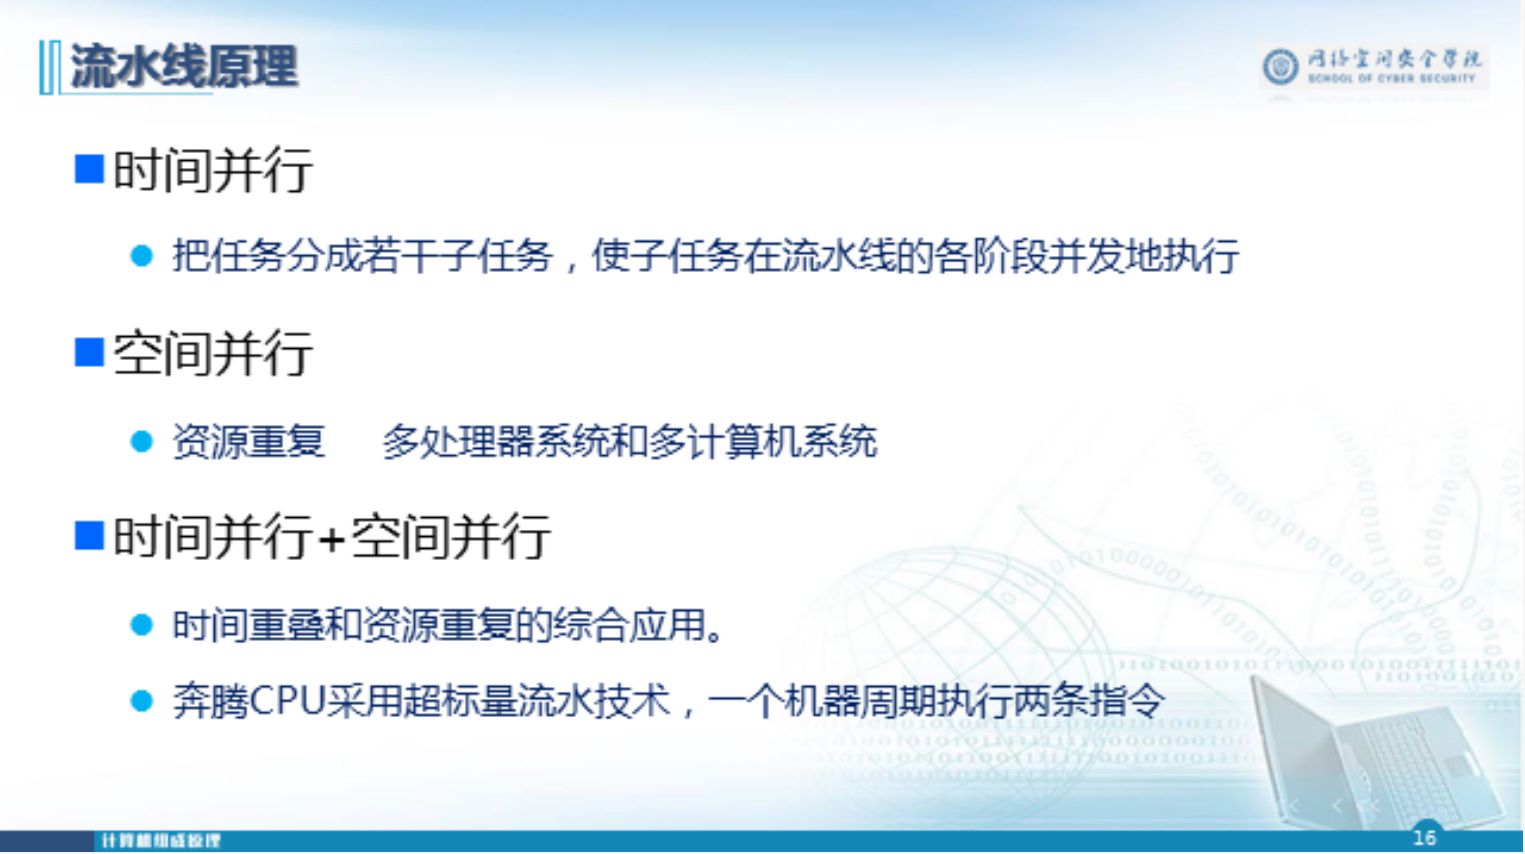 流水线原理
网络空间安全学院
SCHOOL OF CYBER SECURITY
时间并行
把任务分成若干子任务，使子任务在流水线的各阶段并发地执行
空间并行
资源重复 多处理器系统和多计算机系统
时间并行+空间并行
时间重叠和资源重复的综合应用。
奔腾CPU采用超标量流水技术，一个机器周期执行两条指令
计算机组成原理
16